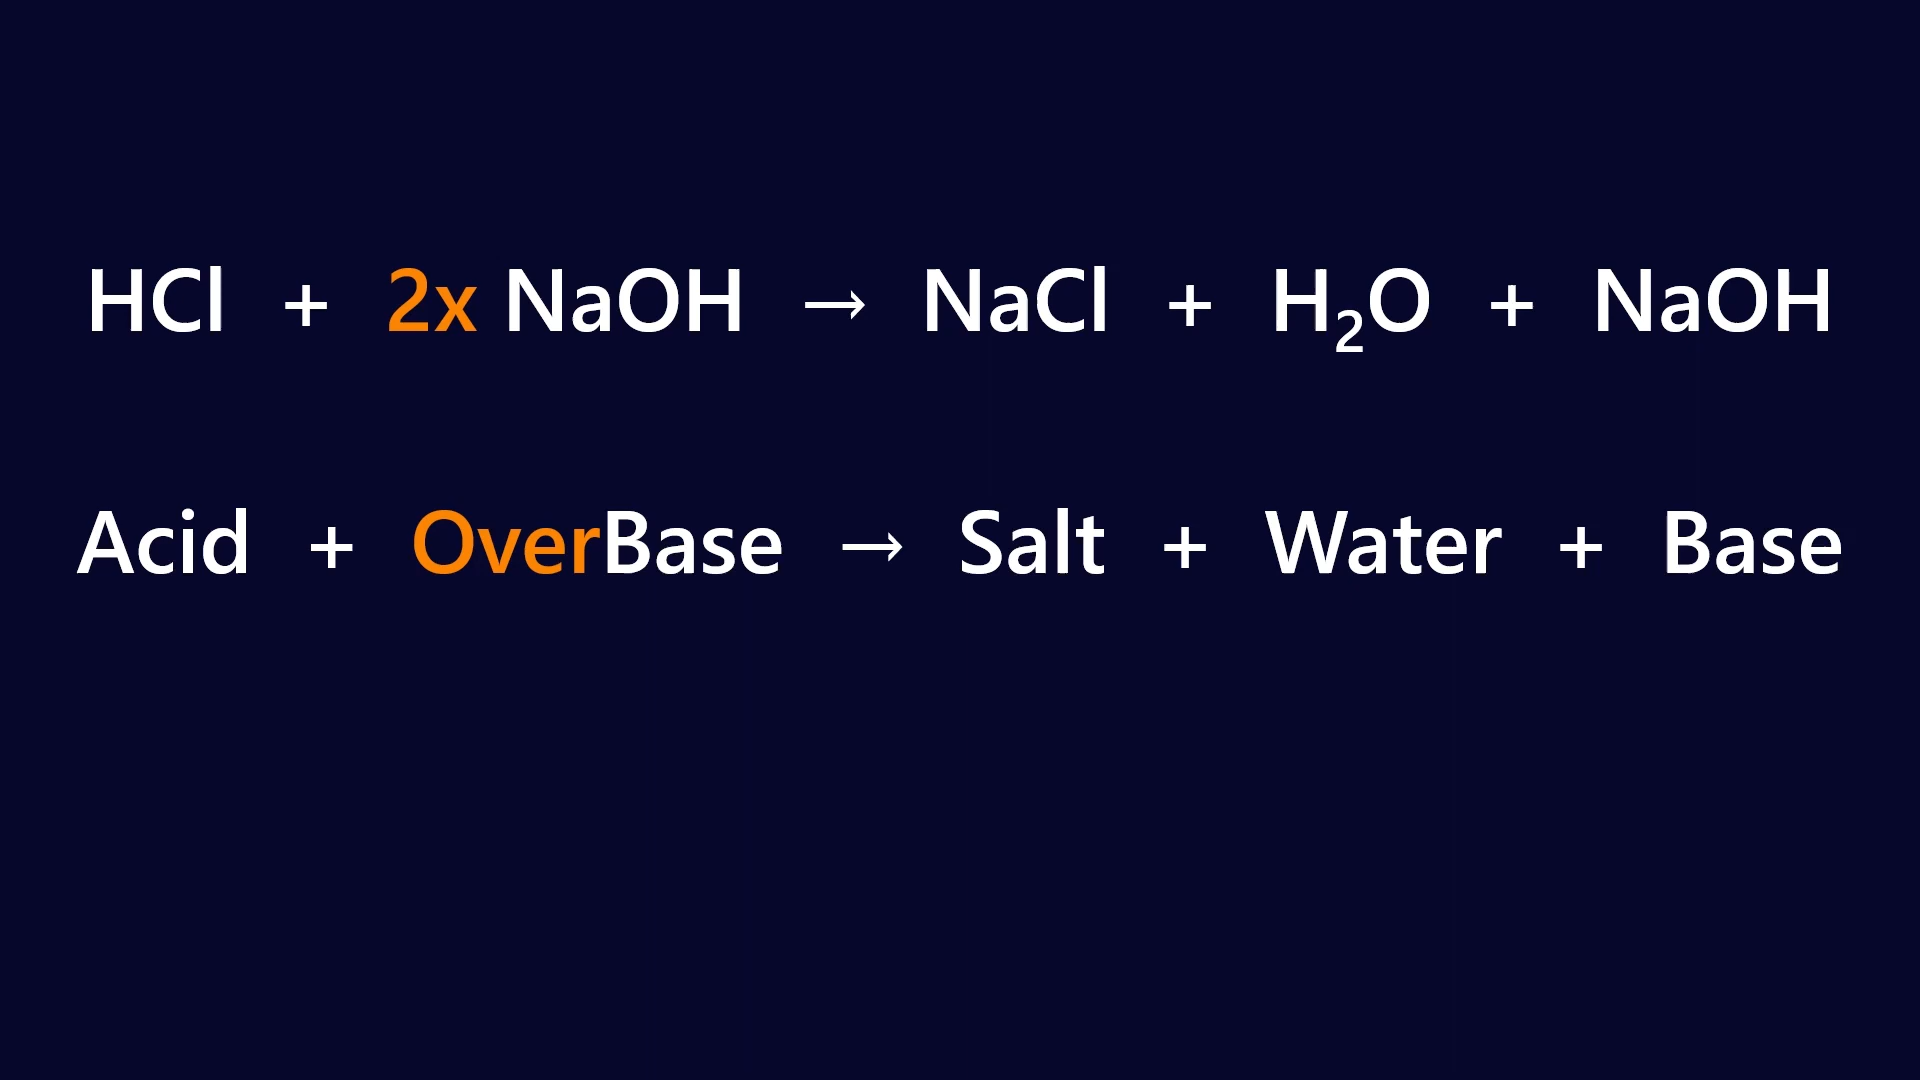 HCl + 2x NaOH → NaCl + H₂O + NaOH
Acid + OverBase → Salt + Water + Base